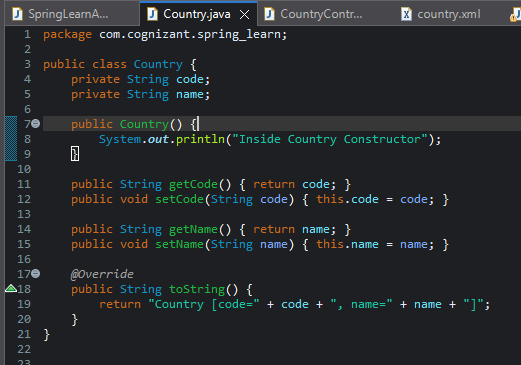 SpringLearnA... Country.java CountryContr... country.xml
1 package com.cognizant.spring_learn;
2
3 public class Country {
4 private String code;
5 private String name;
6
7 public Country() {
8 System.out.println("Inside Country Constructor");
9 }
10
11 public String getCode() { return code; }
12 public void setCode(String code) { this.code = code; }
13
14 public String getName() { return name; }
15 public void setName(String name) { this.name = name; }
16
17 @Override
18 public String toString() {
19 return "Country [code=" + code + ", name=" + name + "]";
20 }
21 }
22
23